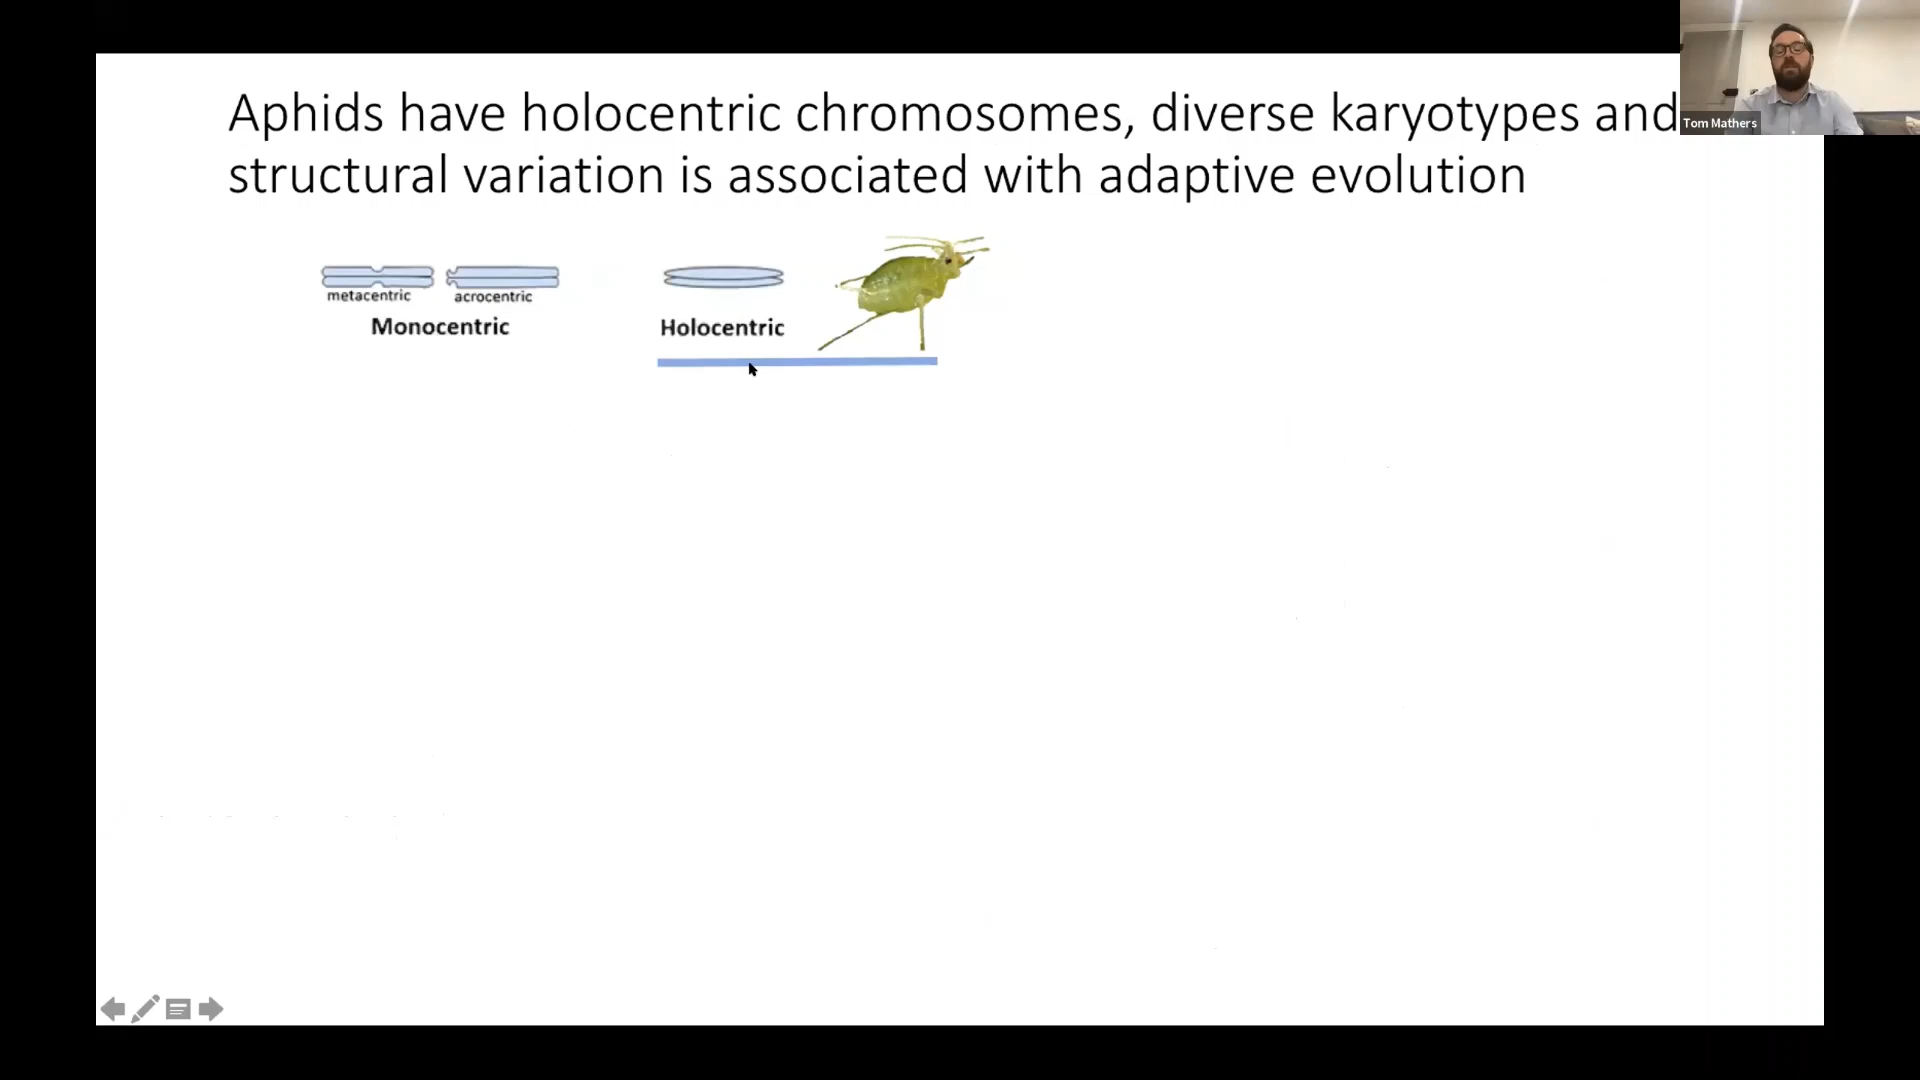 Aphids have holocentric chromosomes, diverse karyotypes and
structural variation is associated with adaptive evolution
metacentric
acrocentric
Monocentric
Holocentric
Tom Mathers